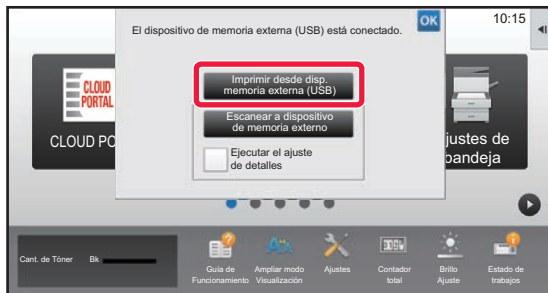 El dispositivo de memoria externa (USB) está conectado.
OK
10:15
Imprimir desde disp.
memoria externa (USB)
Escanear a dispositivo
de memoria externo
Ejecutar el ajuste
de detalles
CLOUD
PORTAL
CLOUD PO
justes de
bandeja
Cant. de Tóner
Bk
Guía de
Funcionamiento
Ampliar modo
Visualización
Ajustes
Contador
total
Brillo
Ajuste
Estado de
trabajos